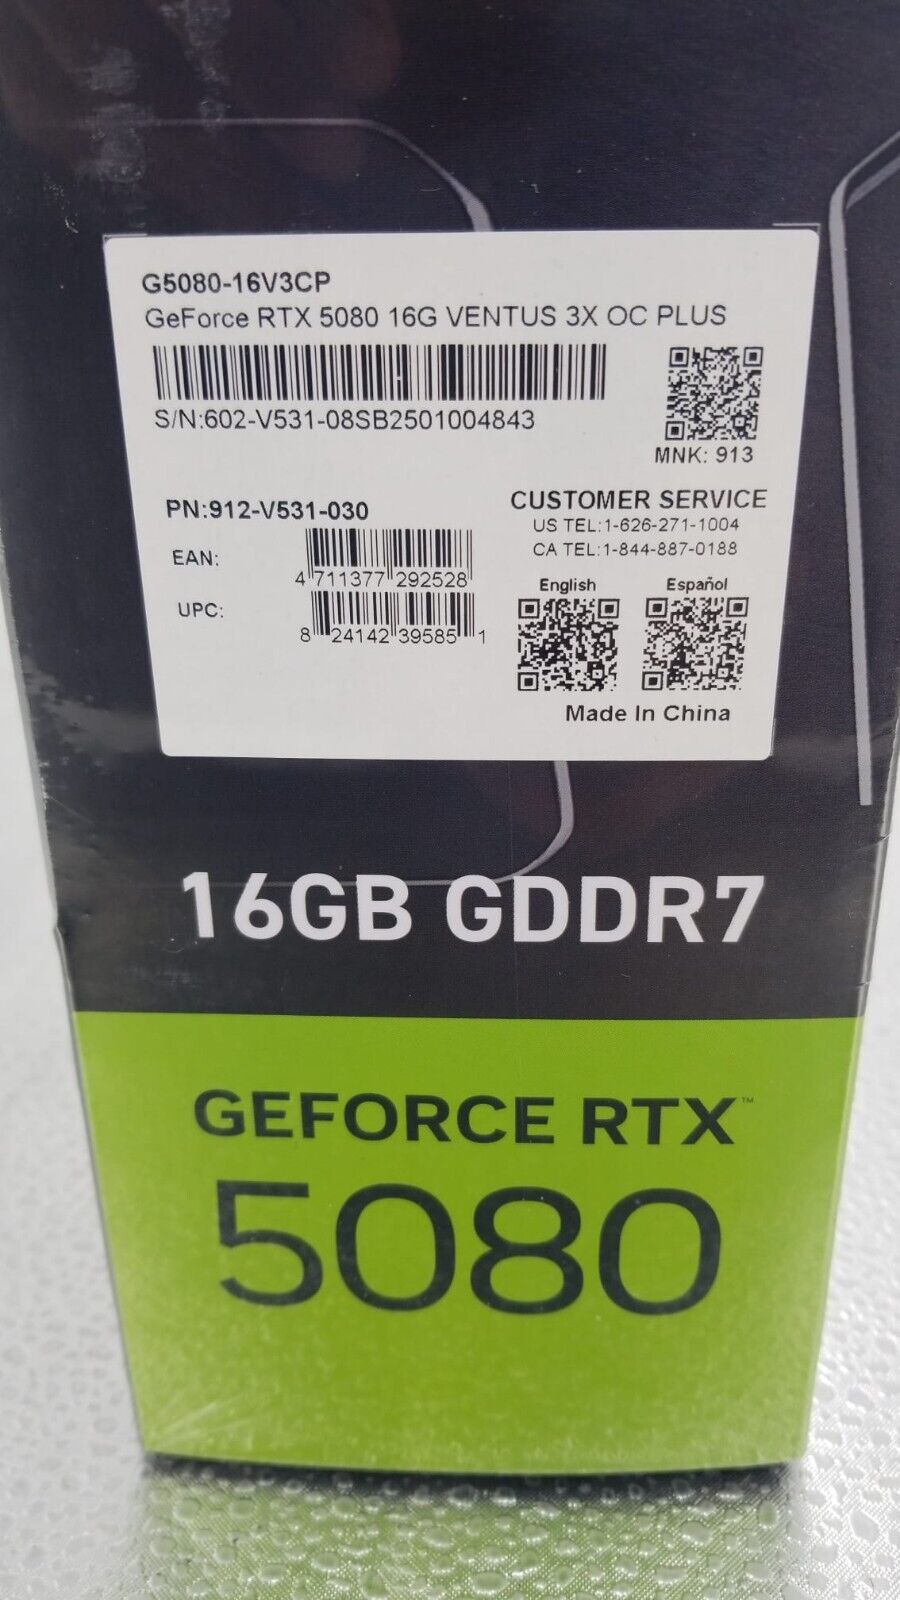 G5080-16V3CP
GeForce RTX 5080 16G VENTUS 3X OC PLUS
S/N:602-V531-08SB2501004843
MNK: 913
PN:912-V531-030
EAN:
4 711377 292528
UPC:
8 24142 39585 1
CUSTOMER SERVICE
US TEL:1-626-271-1004
CA TEL:1-844-887-0188
English Español
Made In China
16GB GDDR7
GEFORCE RTX™
5080